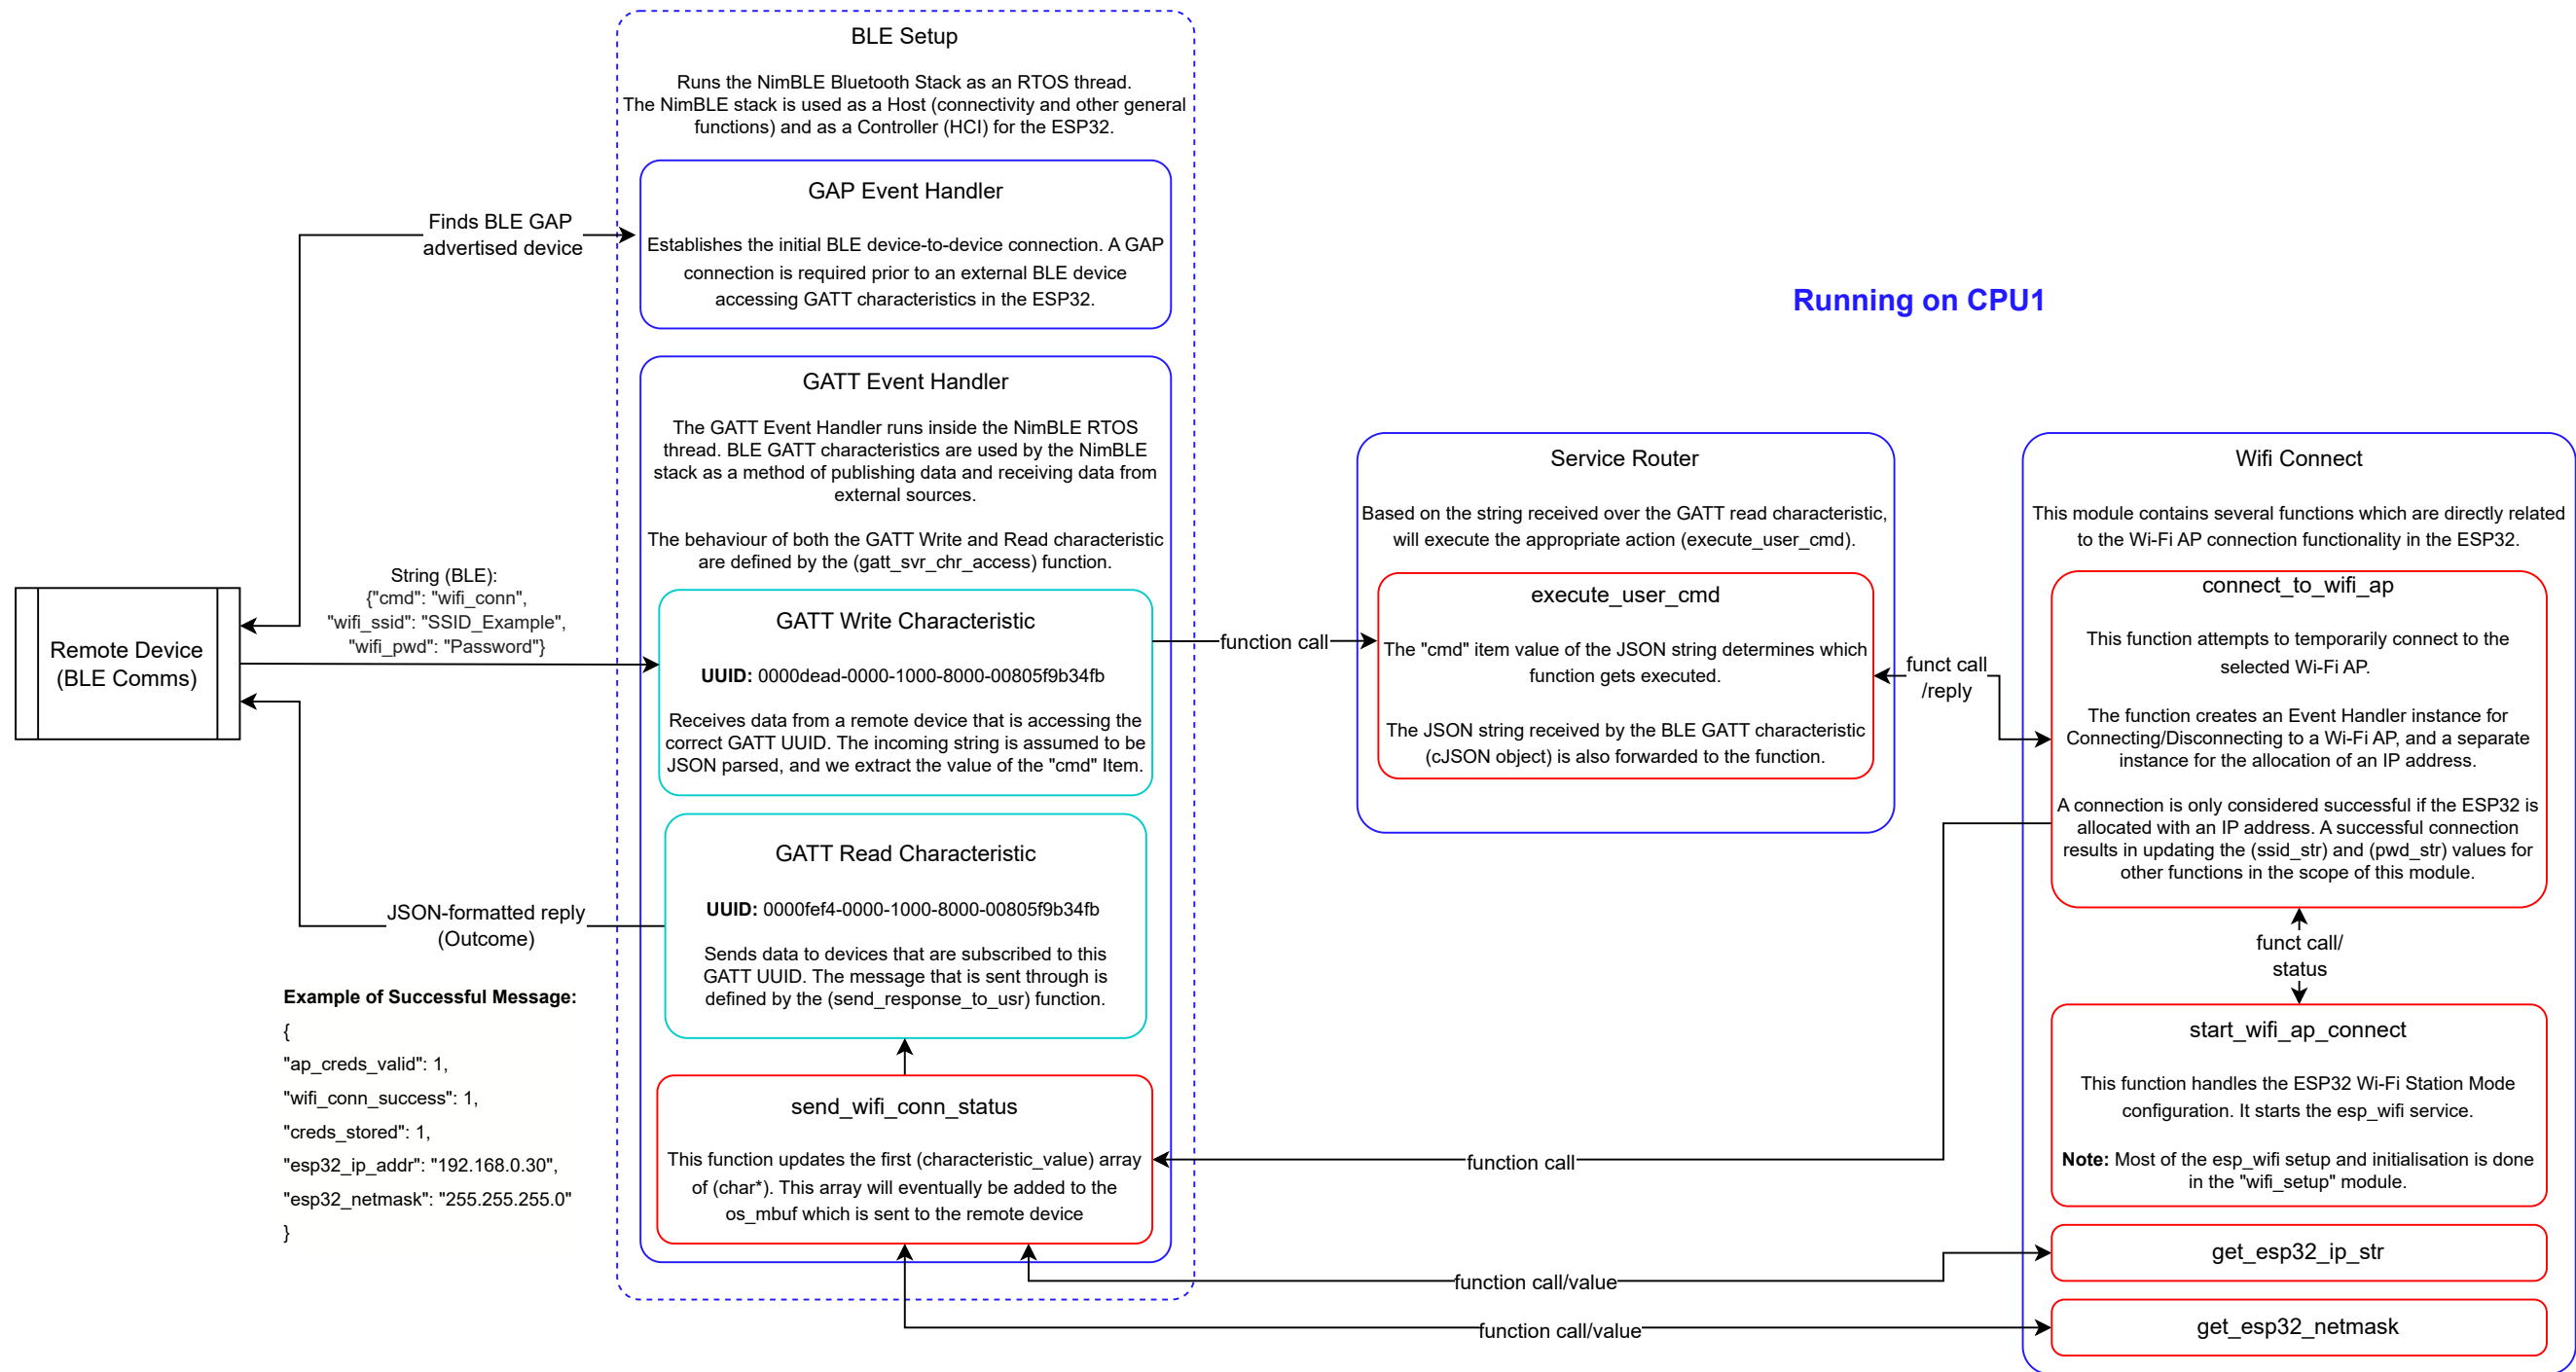 BLE Setup
Runs the NimBLE Bluetooth Stack as an RTOS thread.
The NimBLE stack is used as a Host (connectivity and other general
functions) and as a Controller (HCI) for the ESP32.
GAP Event Handler
Establishes the initial BLE device-to-device connection. A GAP
connection is required prior to an external BLE device
accessing GATT characteristics in the ESP32.
Finds BLE GAP
advertised device
Running on CPU1
GATT Event Handler
The GATT Event Handler runs inside the NimBLE RTOS
thread. BLE GATT characteristics are used by the NimBLE
stack as a method of publishing data and receiving data from
external sources.
The behaviour of both the GATT Write and Read characteristic
are defined by the (gatt_svr_chr_access) function.
Remote Device
(BLE Comms)
String (BLE):
{"cmd": "wifi_conn",
"wifi_ssid": "SSID_Example",
"wifi_pwd": "Password"}
GATT Write Characteristic
UUID: 0000dead-0000-1000-8000-00805f9b34fb
Receives data from a remote device that is accessing the
correct GATT UUID. The incoming string is assumed to be
JSON parsed, and we extract the value of the "cmd" Item.
function call
Service Router
Based on the string received over the GATT read characteristic,
will execute the appropriate action (execute_user_cmd).
execute_user_cmd
The "cmd" item value of the JSON string determines which
function gets executed.
The JSON string received by the BLE GATT characteristic
(cJSON object) is also forwarded to the function.
funct call
/reply
Wifi Connect
This module contains several functions which are directly related
to the Wi-Fi AP connection functionality in the ESP32.
connect_to_wifi_ap
This function attempts to temporarily connect to the
selected Wi-Fi AP.
The function creates an Event Handler instance for
Connecting/Disconnecting to a Wi-Fi AP, and a separate
instance for the allocation of an IP address.
A connection is only considered successful if the ESP32 is
allocated with an IP address. A successful connection
results in updating the (ssid_str) and (pwd_str) values for
other functions in the scope of this module.
funct call/
status
start_wifi_ap_connect
This function handles the ESP32 Wi-Fi Station Mode
configuration. It starts the esp_wifi service.
Note: Most of the esp_wifi setup and initialisation is done
in the "wifi_setup" module.
get_esp32_ip_str
get_esp32_netmask
GATT Read Characteristic
UUID: 0000fef4-0000-1000-8000-00805f9b34fb
Sends data to devices that are subscribed to this
GATT UUID. The message that is sent through is
defined by the (send_response_to_usr) function.
JSON-formatted reply
(Outcome)
Example of Successful Message:
{
"ap_creds_valid": 1,
"wifi_conn_success": 1,
"creds_stored": 1,
"esp32_ip_addr": "192.168.0.30",
"esp32_netmask": "255.255.255.0"
}
send_wifi_conn_status
This function updates the first (characteristic_value) array
of (char*). This array will eventually be added to the
os_mbuf which is sent to the remote device
function call
function call/value
function call/value